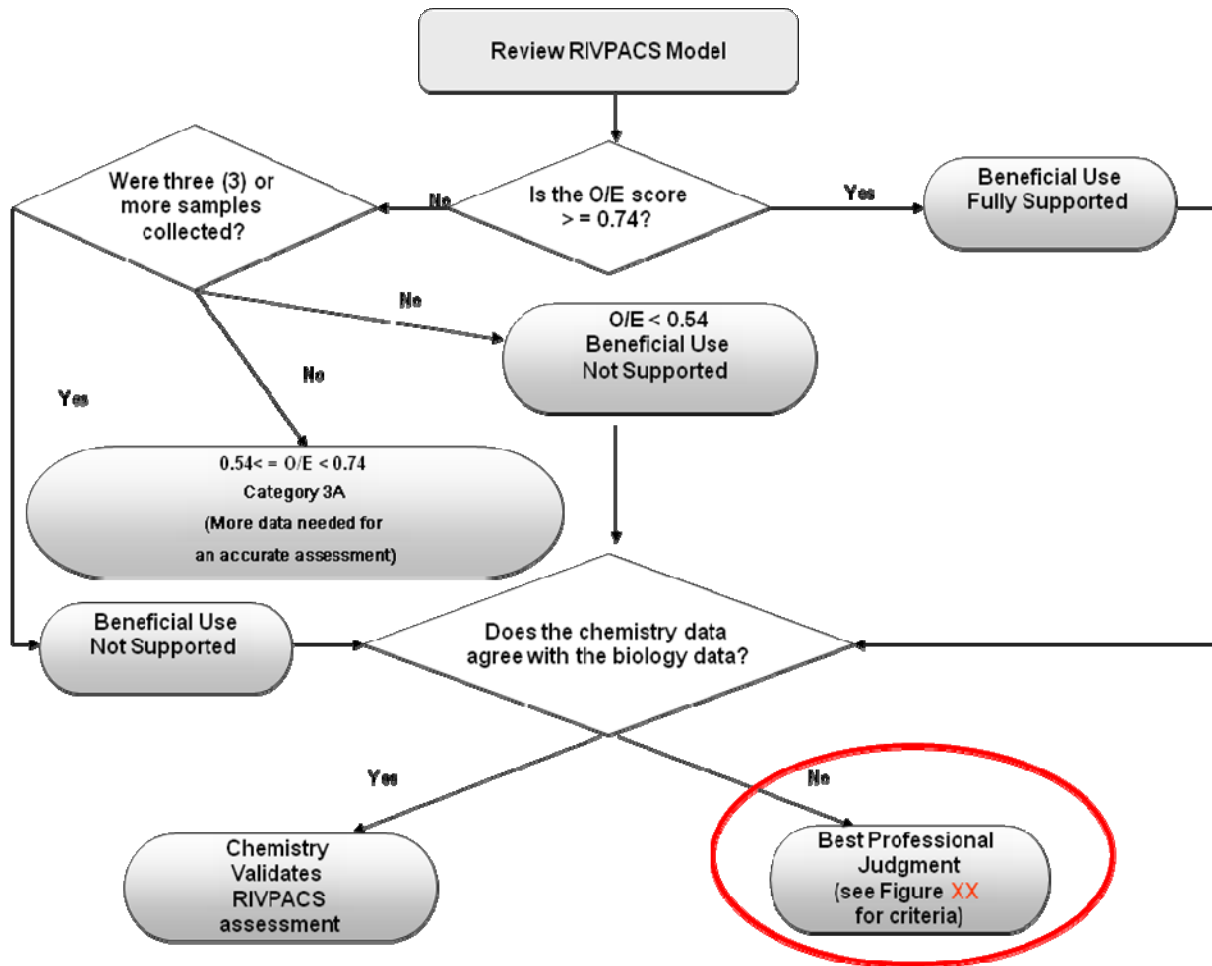 Review RIVPACS Model
Were three (3) or
more samples
collected?
No
Is the O/E score
> = 0.74?
Yes
Beneficial Use
Fully Supported
No
O/E < 0.54
Beneficial Use
Not Supported
No
Yes
0.54< = O/E < 0.74
Category 3A
(More data needed for
an accurate assessment)
Beneficial Use
Not Supported
Does the chemistry data
agree with the biology data?
Yes
No
Chemistry
Validates
RIVPACS
assessment
Best Professional
Judgment
(see Figure XX
for criteria)